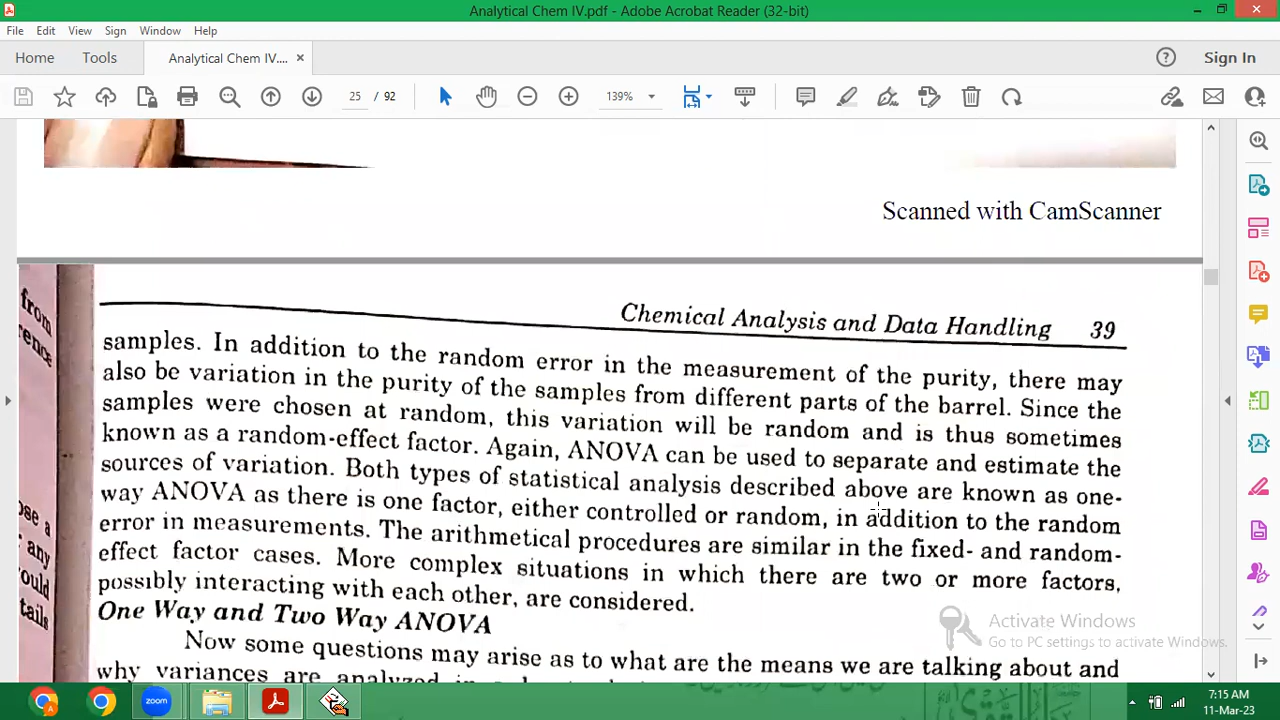 Analytical Chem IV.pdf - Adobe Acrobat Reader (32-bit)
File Edit View Sign Window Help
Home Tools Analytical Chem IV.... × Sign In
25 / 92 139%
Scanned with CamScanner
from
rence
Chemical Analysis and Data Handling 39
samples. In addition to the random error in the measurement of the purity, there may
also be variation in the purity of the samples from different parts of the barrel. Since the
samples were chosen at random, this variation will be random and is thus sometimes
known as a random-effect factor. Again, ANOVA can be used to separate and estimate the
sources of variation. Both types of statistical analysis described above are known as one-
way ANOVA as there is one factor, either controlled or random, in addition to the random
error in measurements. The arithmetical procedures are similar in the fixed- and random-
effect factor cases. More complex situations in which there are two or more factors,
possibly interacting with each other, are considered.
any
tails
One Way and Two Way ANOVA
Now some questions may arise as to what are the means we are talking about and
why variances are analyzed
Activate Windows
Go to PC settings to activate Windows.
zoom
7:15 AM
11-Mar-23